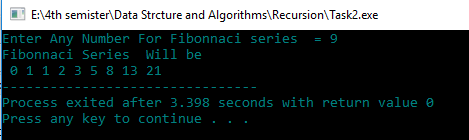 E:\4th semister\Data Strcture and Algorithms\Recursion\Task2.exe
Enter Any Number For Fibonnaci series  = 9
Fibonnaci Series  Will be
 0 1 1 2 3 5 8 13 21
--------------------------------
Process exited after 3.398 seconds with return value 0
Press any key to continue . . .